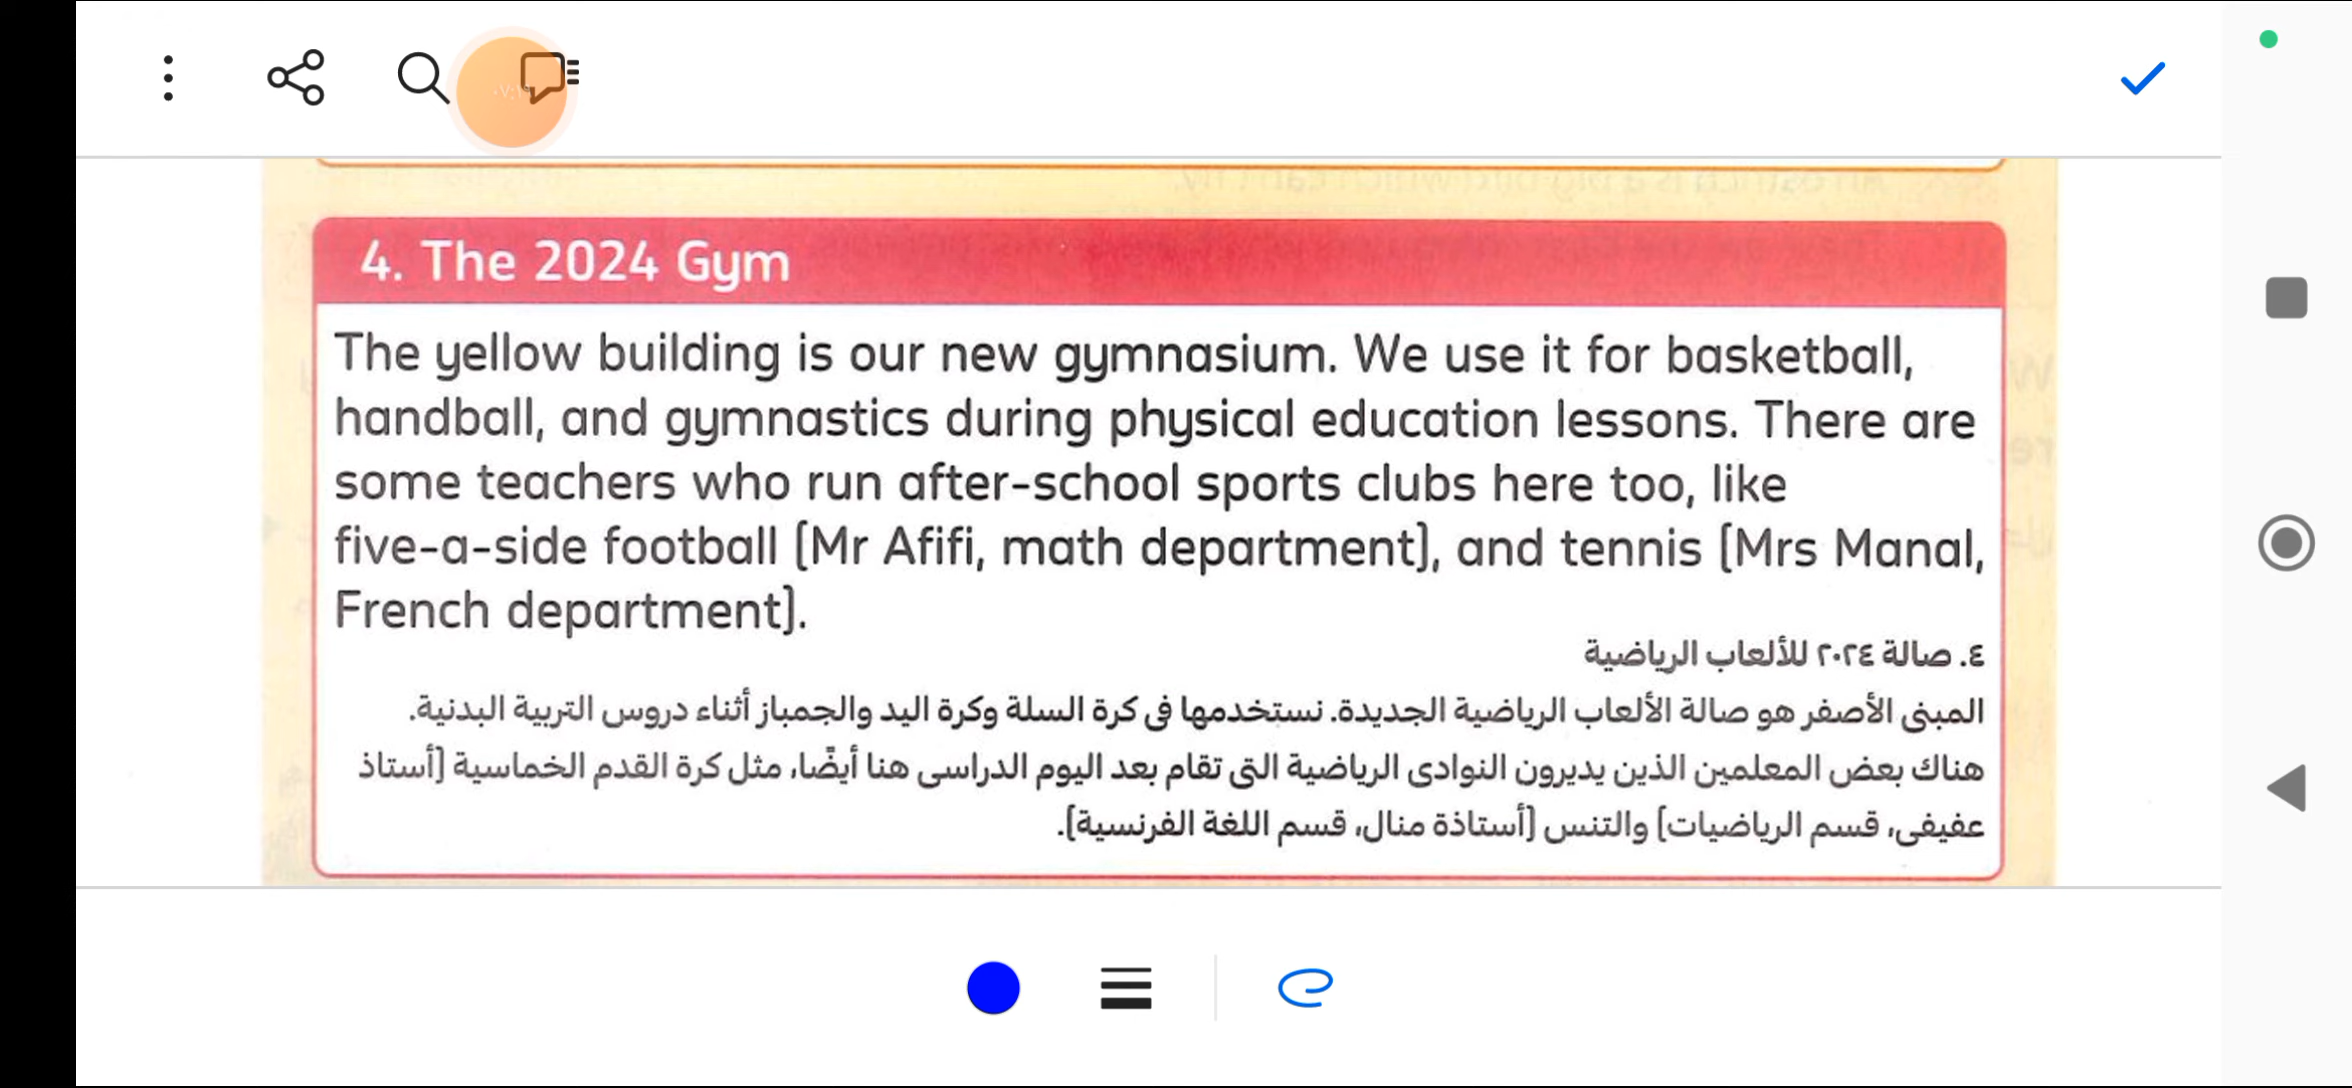 4. The 2024 Gym
The yellow building is our new gymnasium. We use it for basketball,
handball, and gymnastics during physical education lessons. There are
some teachers who run after-school sports clubs here too, like
five-a-side football (Mr Afifi, math department), and tennis (Mrs Manal,
French department).
٤. صالة ٢٠٢٤ للألعاب الرياضية
المبنى الأصفر هو صالة الألعاب الرياضية الجديدة. نستخدمها فى كرة السلة وكرة اليد والجمباز أثناء دروس التربية البدنية.
هناك بعض المعلمين الذين يديرون النوادى الرياضية التى تقام بعد اليوم الدراسى هنا أيضًا، مثل كرة القدم الخماسية (أستاذ
عفيفى، قسم الرياضيات) والتنس (أستاذة منال، قسم اللغة الفرنسية).